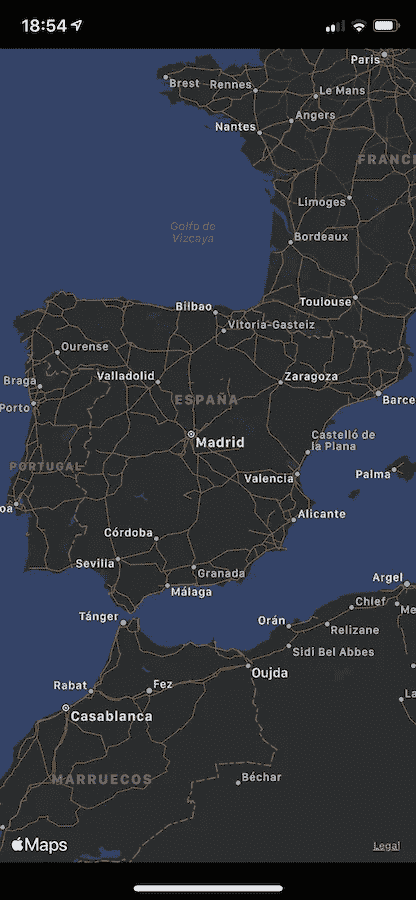 18:54
Paris
Brest
Rennes
Le Mans
Angers
Nantes
FRANC
Limoges
Golfo de
Vizcaya
Bordeaux
Bilbao
Toulouse
Vitoria-Gasteiz
Ourense
Valladolid
Zaragoza
Braga
ESPAÑA
Barce
Porto
Madrid
Castelló de
la Plana
PORTUGAL
Valencia
Palma
oa
Alicante
Córdoba
Sevilla
Granada
Málaga
Argel
Chlef
Me
Tánger
Orán
Relizane
Sidi Bel Abbes
Oujda
Rabat
Fez
La
Casablanca
MARRUECOS
Béchar
Maps
Legal